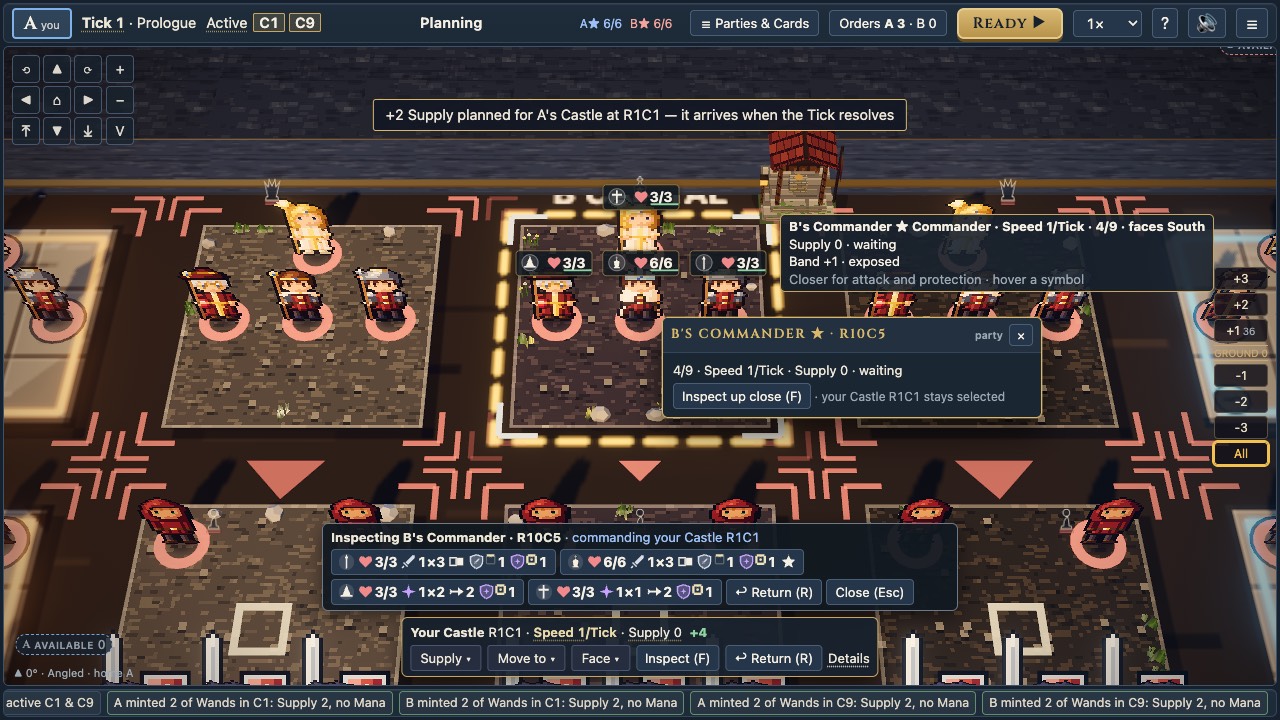 A you Tick 1 · Prologue Active C1 C9 Planning A★ 6/6 B★ 6/6 ≡ Parties & Cards Orders A 3 · B 0 READY ▶ 1× ? ≡
+2 Supply planned for A's Castle at R1C1 — it arrives when the Tick resolves
V
3/3
3/3 6/6 3/3
B's Commander ★ Commander · Speed 1/Tick · 4/9 · faces South
Supply 0 · waiting
Band +1 · exposed
Closer for attack and protection · hover a symbol
+3
+2
+1 36
GROUND 0
-1
-2
-3
All
B'S COMMANDER ★ · R10C5 party ×
4/9 · Speed 1/Tick · Supply 0 · waiting
Inspect up close (F) · your Castle R1C1 stays selected
Inspecting B's Commander · R10C5 · commanding your Castle R1C1
3/3 1×3 1 1 6/6 1×3 1 1 ★
3/3 1×2 2 1 3/3 1×1 2 1 ↩ Return (R) Close (Esc)
Your Castle R1C1 · Speed 1/Tick · Supply 0 +4
Supply ▾ Move to ▾ Face ▾ Inspect (F) ↩ Return (R) Details
A AVAILABLE 0
▲ 0° · Angled · home A
active C1 & C9 A minted 2 of Wands in C1: Supply 2, no Mana B minted 2 of Wands in C1: Supply 2, no Mana A minted 2 of Wands in C9: Supply 2, no Mana B minted 2 of Wands in C9: Supply 2, no Mana